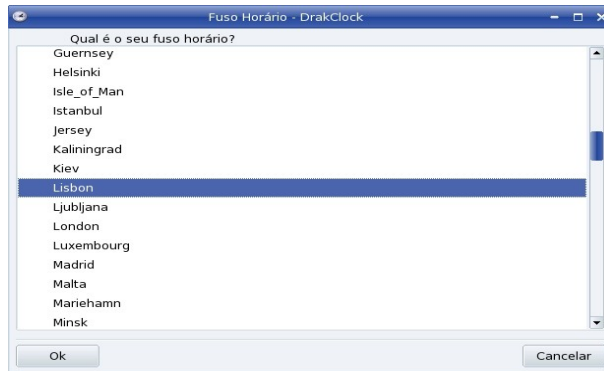 Fuso Horário - DrakClock
Qual é o seu fuso horário?
Guernsey
Helsinki
Isle_of_Man
Istanbul
Jersey
Kaliningrad
Kiev
Lisbon
Ljubljana
London
Luxembourg
Madrid
Malta
Mariehamn
Minsk
Ok Cancelar